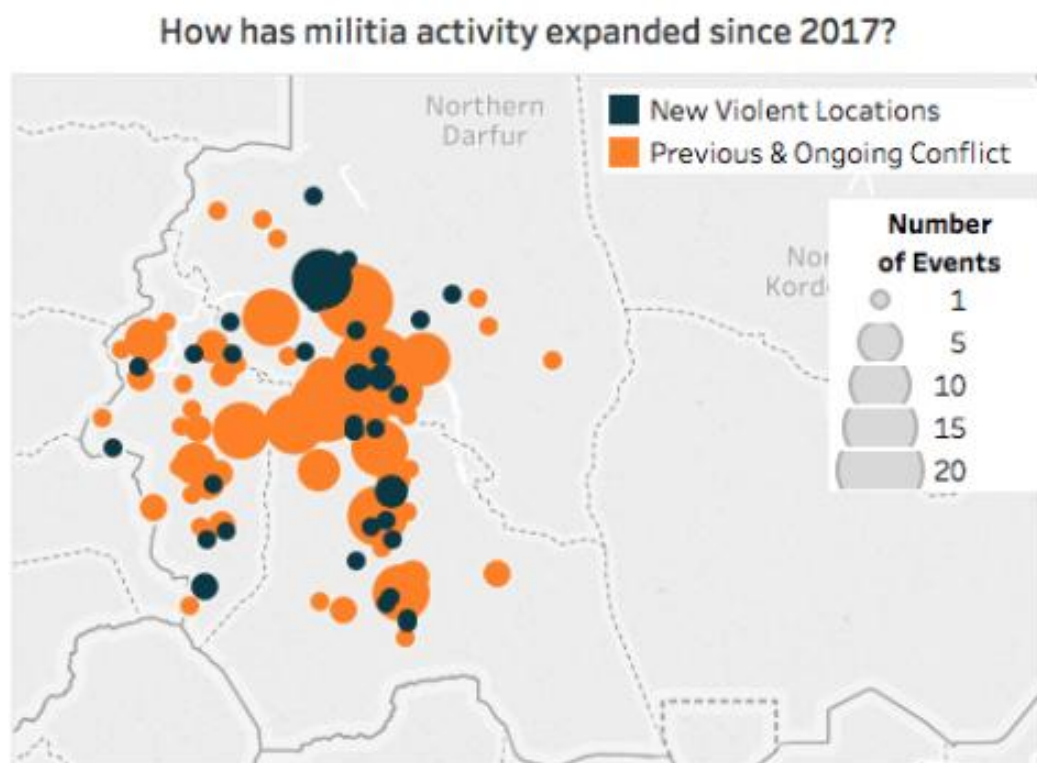 How has militia activity expanded since 2017?
Northern
Darfur
New Violent Locations
Previous & Ongoing Conflict
Number
of Events
1
5
10
15
20